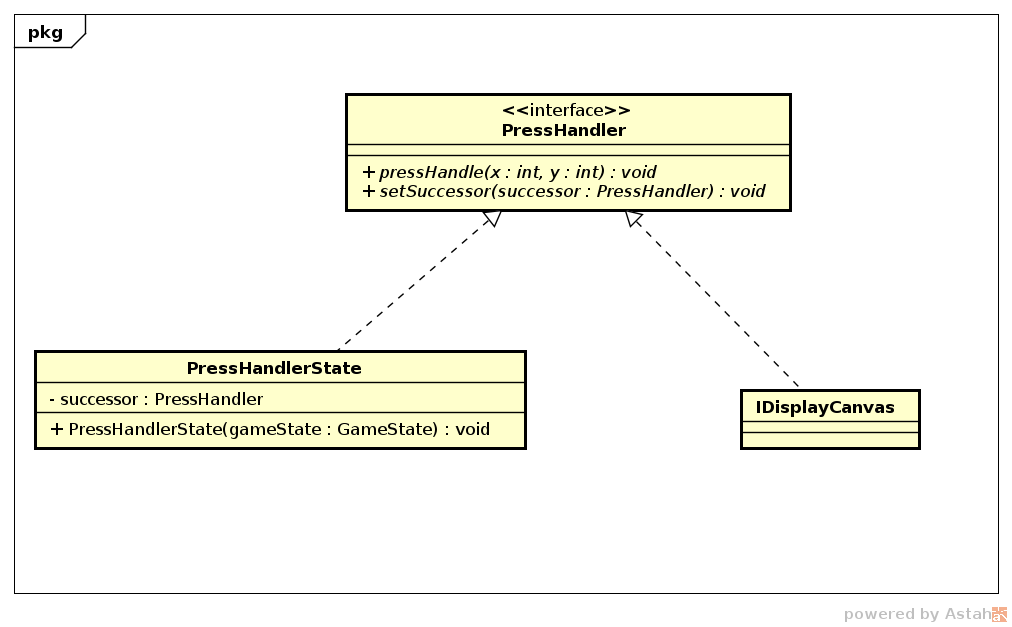 pkg
<<interface>>
PressHandler
+ pressHandle(x : int, y : int) : void
+ setSuccessor(successor : PressHandler) : void
PressHandlerState
- successor : PressHandler
+ PressHandlerState(gameState : GameState) : void
IDisplayCanvas
powered by Astah